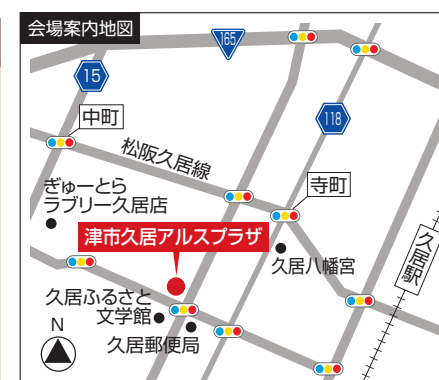 会場案内地図
165
15
118
中町
松阪久居線
寺町
ぎゅーとら
ラブリー久居店
津市久居アルスプラザ
久居八幡宮
久居駅
久居ふるさと
文学館
久居郵便局
N